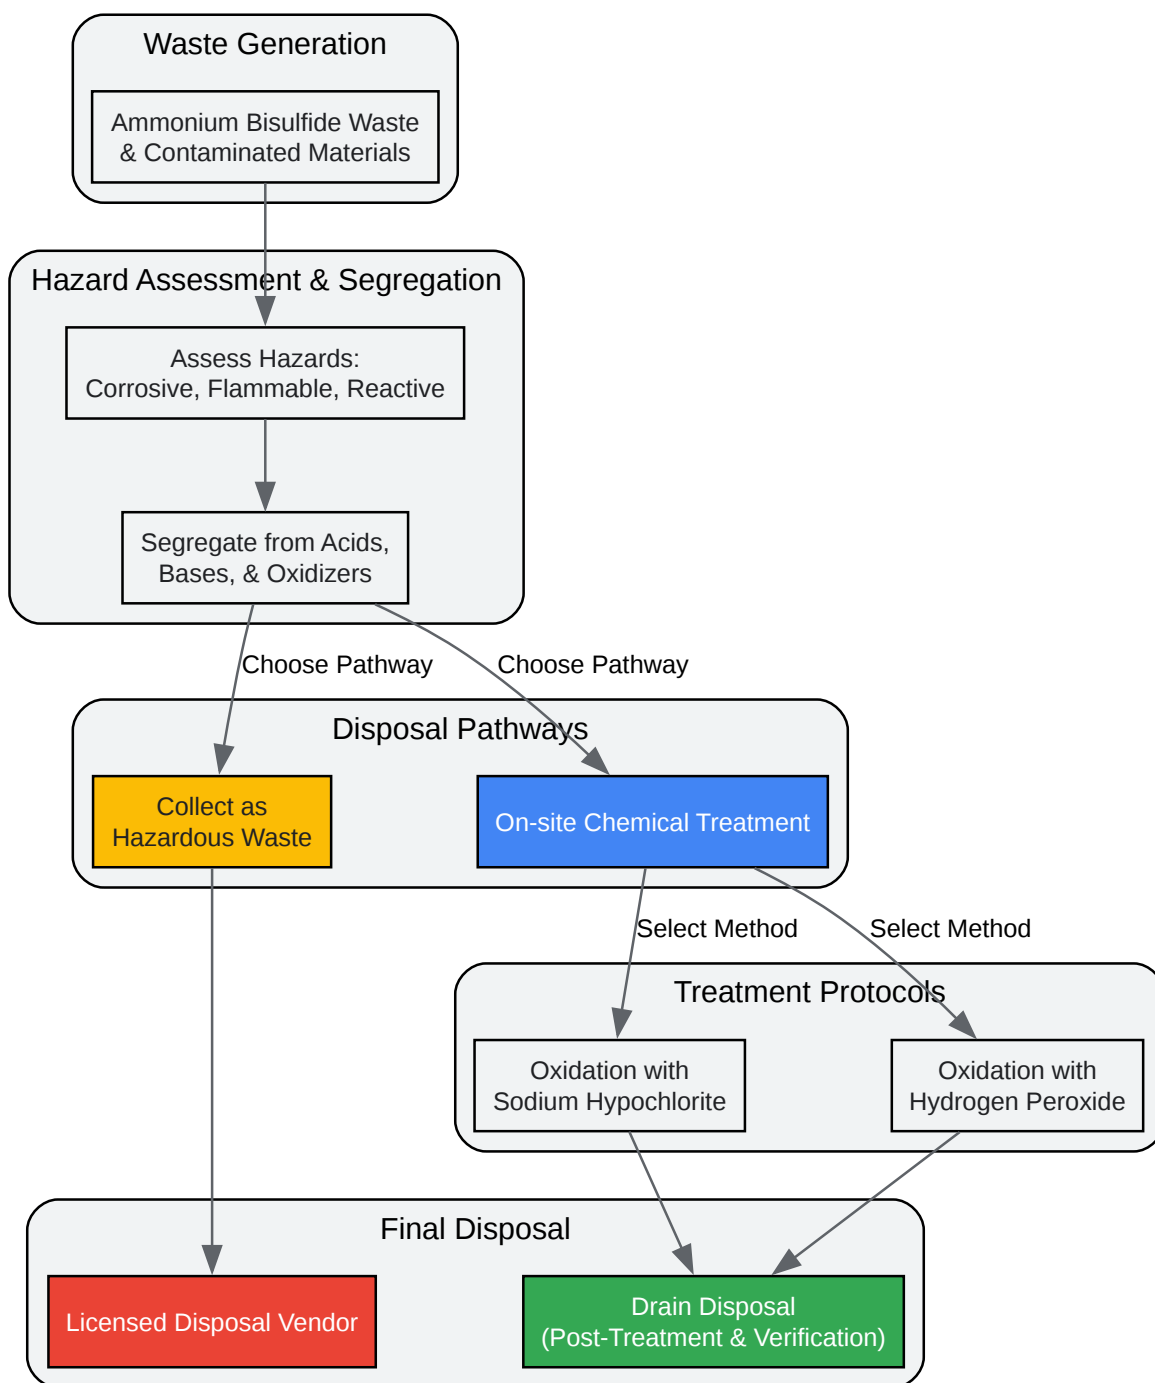 Waste Generation
Ammonium Bisulfide Waste
& Contaminated Materials
Hazard Assessment & Segregation
Assess Hazards:
Corrosive, Flammable, Reactive
Segregate from Acids,
Bases, & Oxidizers
Choose Pathway
Choose Pathway
Disposal Pathways
Collect as
Hazardous Waste
On-site Chemical Treatment
Select Method
Select Method
Treatment Protocols
Oxidation with
Sodium Hypochlorite
Oxidation with
Hydrogen Peroxide
Final Disposal
Licensed Disposal Vendor
Drain Disposal
(Post-Treatment & Verification)